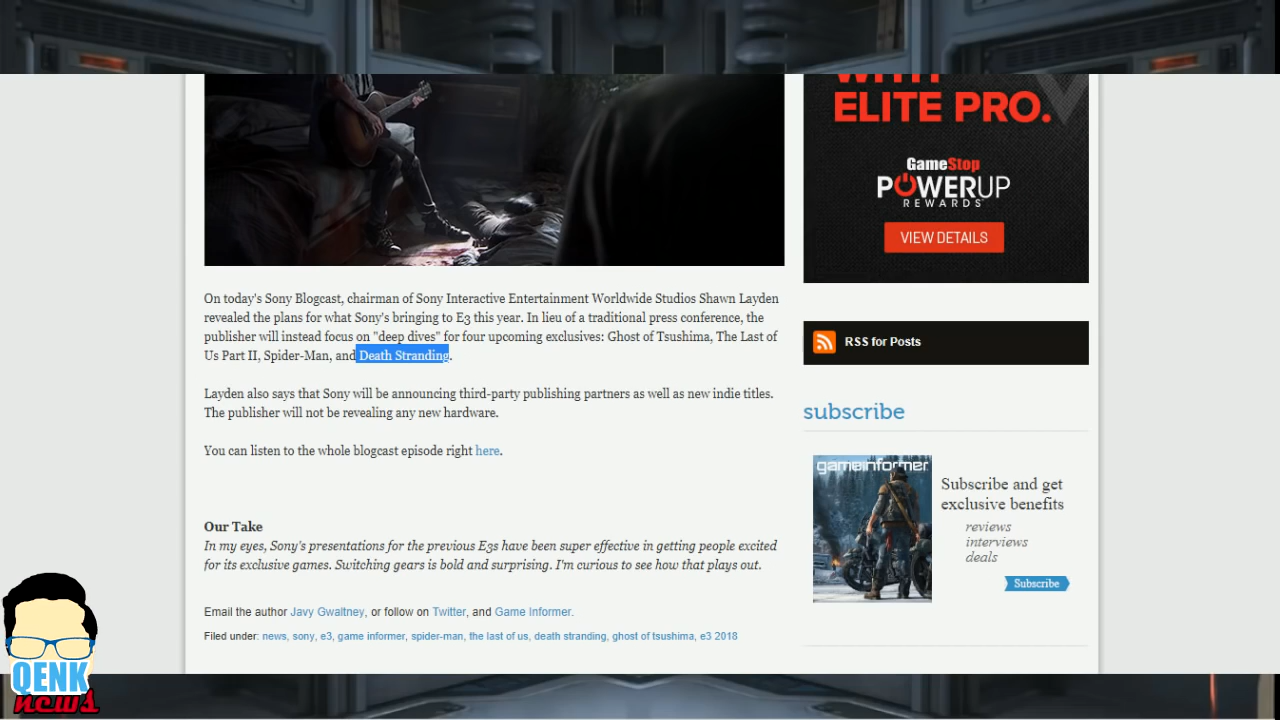 WITH
ELITE PRO.
GameStop
POWERUP
REWARDS
VIEW DETAILS
On today's Sony Blogcast, chairman of Sony Interactive Entertainment Worldwide Studios Shawn Layden
revealed the plans for what Sony's bringing to E3 this year. In lieu of a traditional press conference, the
publisher will instead focus on "deep dives" for four upcoming exclusives: Ghost of Tsushima, The Last of
Us Part II, Spider-Man, and Death Stranding.
Layden also says that Sony will be announcing third-party publishing partners as well as new indie titles.
The publisher will not be revealing any new hardware.
You can listen to the whole blogcast episode right here.
Our Take
In my eyes, Sony's presentations for the previous E3s have been super effective in getting people excited
for its exclusive games. Switching gears is bold and surprising. I'm curious to see how that plays out.
Email the author Javy Gwaltney, or follow on Twitter, and Game Informer.
Filed under: news, sony, e3, game informer, spider-man, the last of us, death stranding, ghost of tsushima, e3 2018
RSS for Posts
subscribe
gameinformer
Subscribe and get
exclusive benefits
reviews
interviews
deals
Subscribe
QENK
news